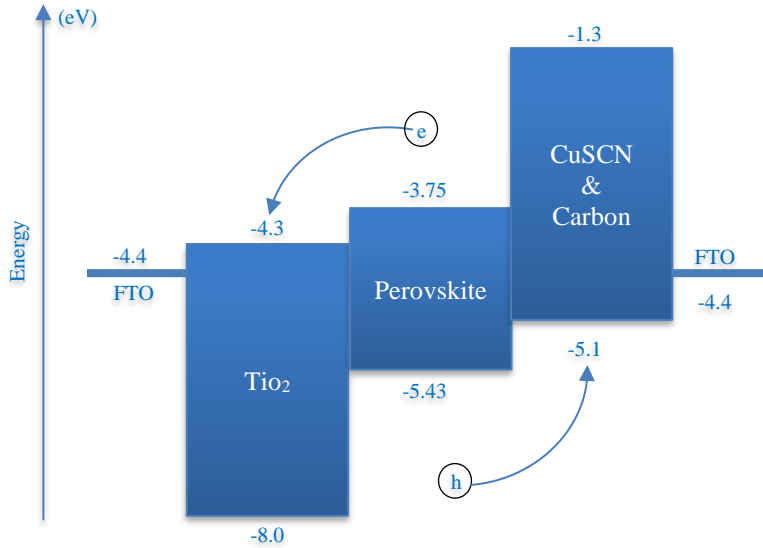 (eV)
Energy
-1.3
e
CuSCN
&
Carbon
-3.75
-4.3
-4.4
FTO
FTO
-4.4
Perovskite
-5.1
Tio₂
-5.43
h
-8.0